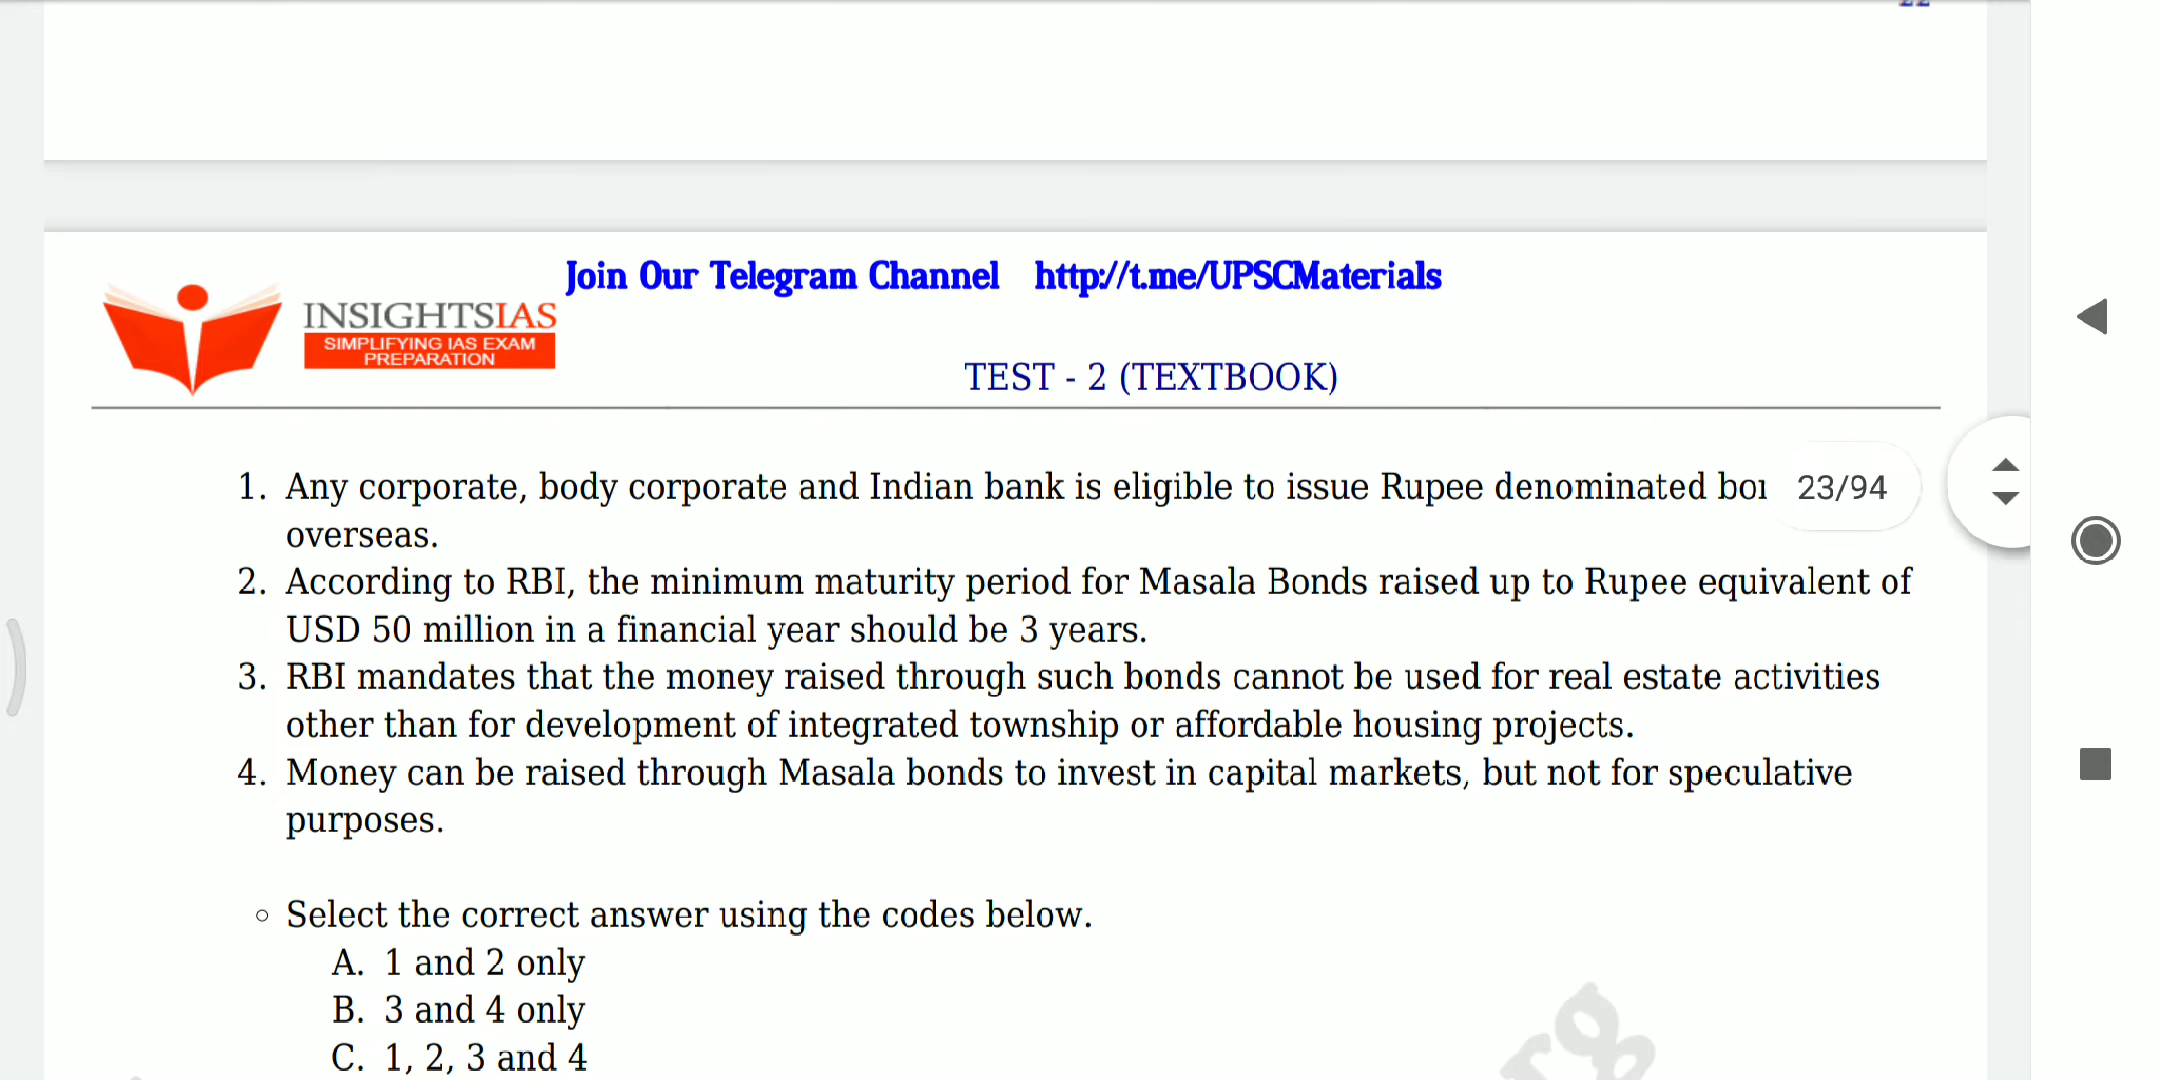 Join Our Telegram Channel http://t.me/UPSCMaterials
INSIGHTSIAS
SIMPLIFYING IAS EXAM
PREPARATION
TEST - 2 (TEXTBOOK)
1. Any corporate, body corporate and Indian bank is eligible to issue Rupee denominated
23/94
overseas.
2. According to RBI, the minimum maturity period for Masala Bonds raised up to Rupee equivalent of
USD 50 million in a financial year should be 3 years.
3. RBI mandates that the money raised through such bonds cannot be used for real estate activities
other than for development of integrated township or affordable housing projects.
4. Money can be raised through Masala bonds to invest in capital markets, but not for speculative
purposes.
Select the correct answer using the codes below.
A. 1 and 2 only
B. 3 and 4 only
C. 1, 2, 3 and 4